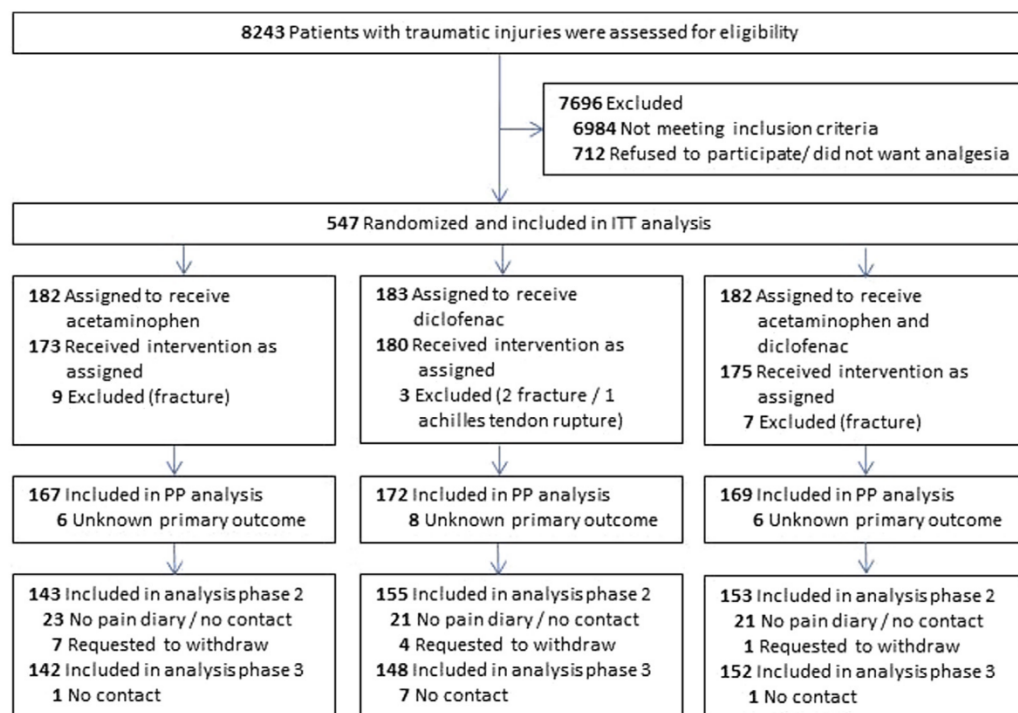 8243 Patients with traumatic injuries were assessed for eligibility
7696 Excluded
6984 Not meeting inclusion criteria
712 Refused to participate/ did not want analgesia
547 Randomized and included in ITT analysis
182 Assigned to receive
acetaminophen
173 Received intervention as
assigned
9 Excluded (fracture)
183 Assigned to receive
diclofenac
180 Received intervention as
assigned
3 Excluded (2 fracture / 1
achilles tendon rupture)
182 Assigned to receive
acetaminophen and
diclofenac
175 Received intervention as
assigned
7 Excluded (fracture)
167 Included in PP analysis
6 Unknown primary outcome
172 Included in PP analysis
8 Unknown primary outcome
169 Included in PP analysis
6 Unknown primary outcome
143 Included in analysis phase 2
23 No pain diary / no contact
7 Requested to withdraw
142 Included in analysis phase 3
1 No contact
155 Included in analysis phase 2
21 No pain diary / no contact
4 Requested to withdraw
148 Included in analysis phase 3
7 No contact
153 Included in analysis phase 2
21 No pain diary / no contact
1 Requested to withdraw
152 Included in analysis phase 3
1 No contact